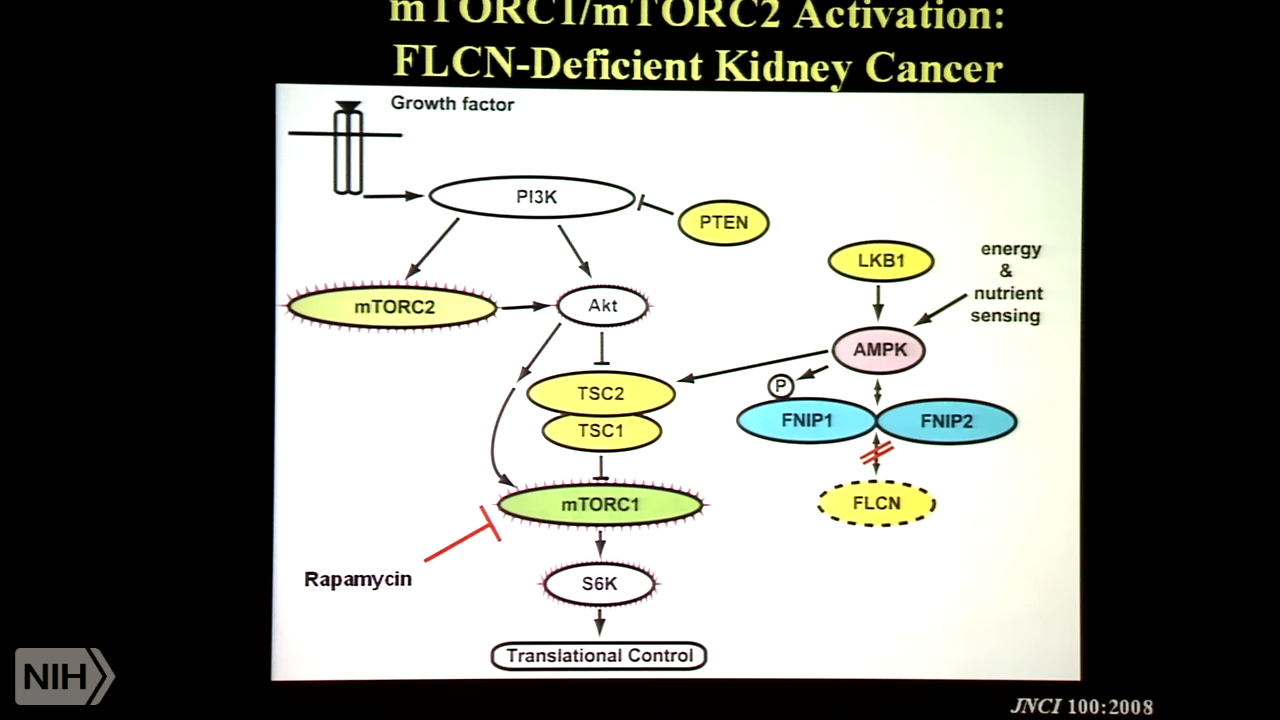 mTORC1/mTORC2 Activation:
FLCN-Deficient Kidney Cancer
Growth factor
PI3K
PTEN
LKB1
energy
&
nutrient
sensing
mTORC2
Akt
AMPK
P
TSC2
TSC1
FNIP1
FNIP2
mTORC1
FLCN
Rapamycin
S6K
Translational Control
NIH
JNCI 100:2008